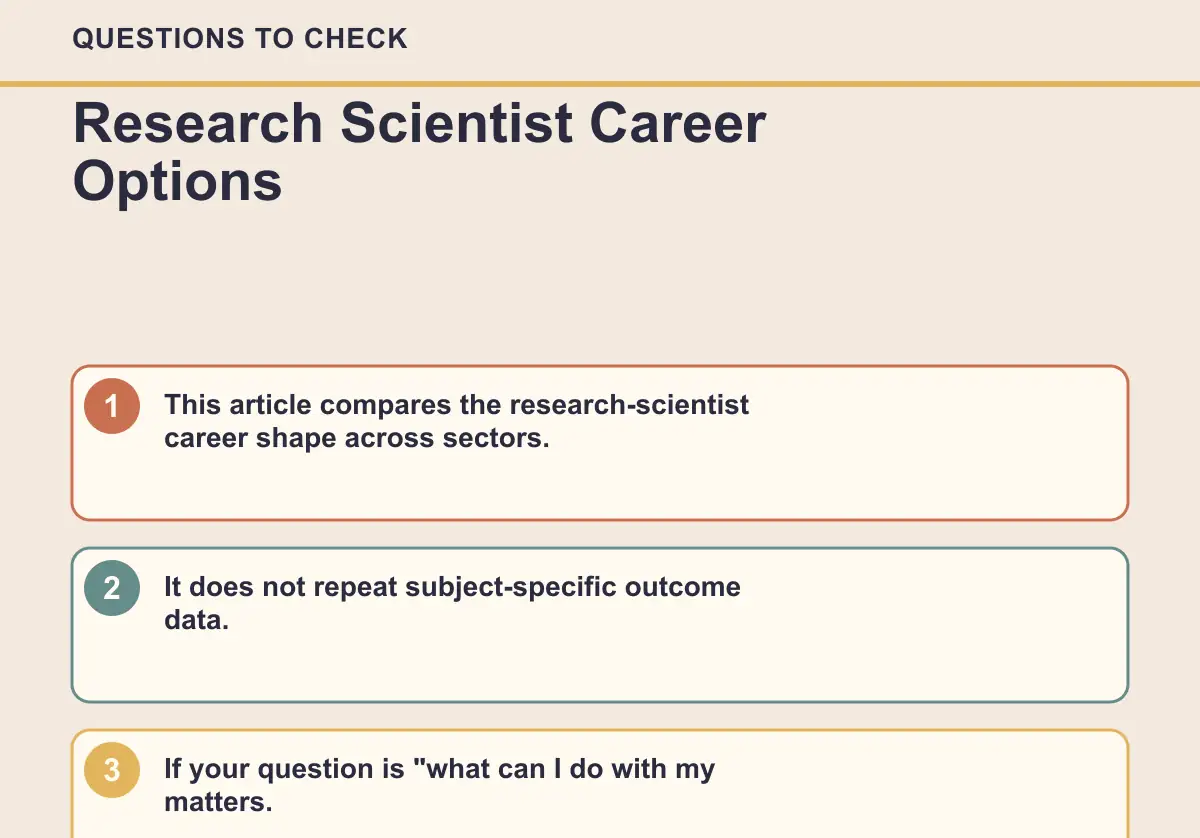 QUESTIONS TO CHECK
Research Scientist Career
Options
1
This article compares the research-scientist
career shape across sectors.
2
It does not repeat subject-specific outcome
data.
3
If your question is "what can I do with my
matters.